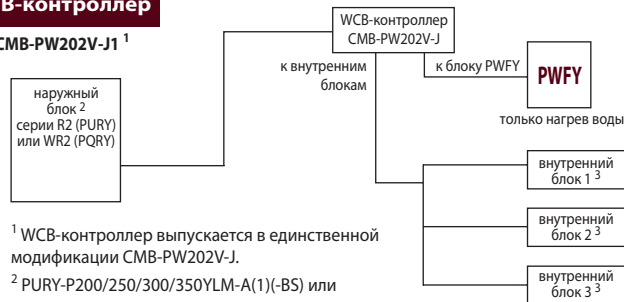 В-контроллер
CMB-PW202V-J1 ¹
WCB-контроллер
CMB-PW202V-J
к внутренним
блокам
к блоку PWFY
PWFY
только нагрев воды
наружный
блок ²
серии R2 (PURY)
или WR2 (PQRY)
внутренний
блок 1 ³
внутренний
блок 2 ³
внутренний
блок 3 ³
¹ WCB-контроллер выпускается в единственной
модификации CMB-PW202V-J.
² PURY-P200/250/300/350YLM-A(1)(-BS) или